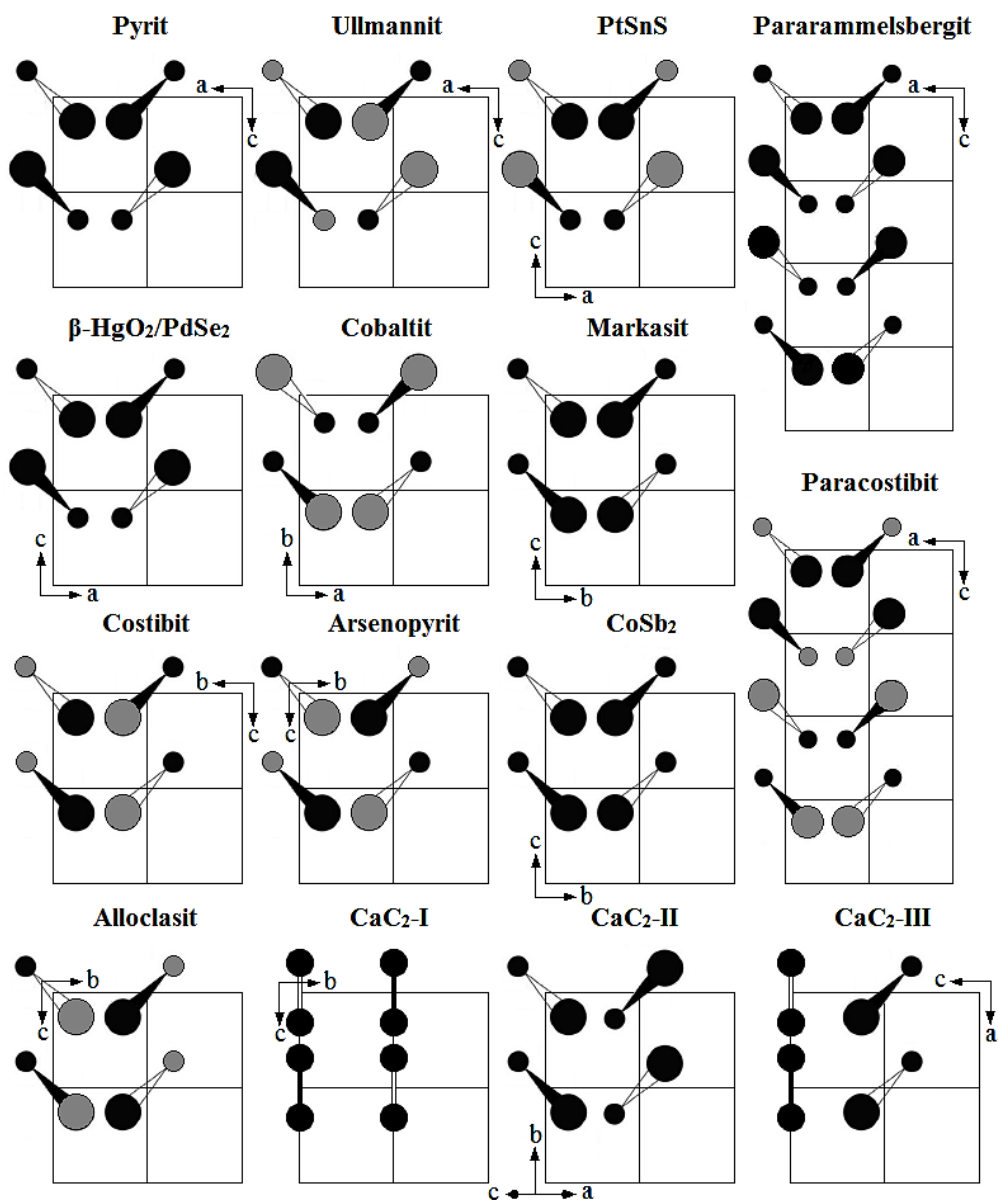 Pyrit
Ullmannit
PtSnS
Pararammelsbergit
a
c
a
c
a
c
c
a
β-HgO₂/PdSe₂
Cobaltit
Markasit
c
a
b
a
c
b
Paracostibit
a
c
Costibit
Arsenopyrit
CoSb₂
b
c
b
c
c
b
Alloclasit
CaC₂-I
CaC₂-II
CaC₂-III
b
c
b
c
b
c
a
c
a